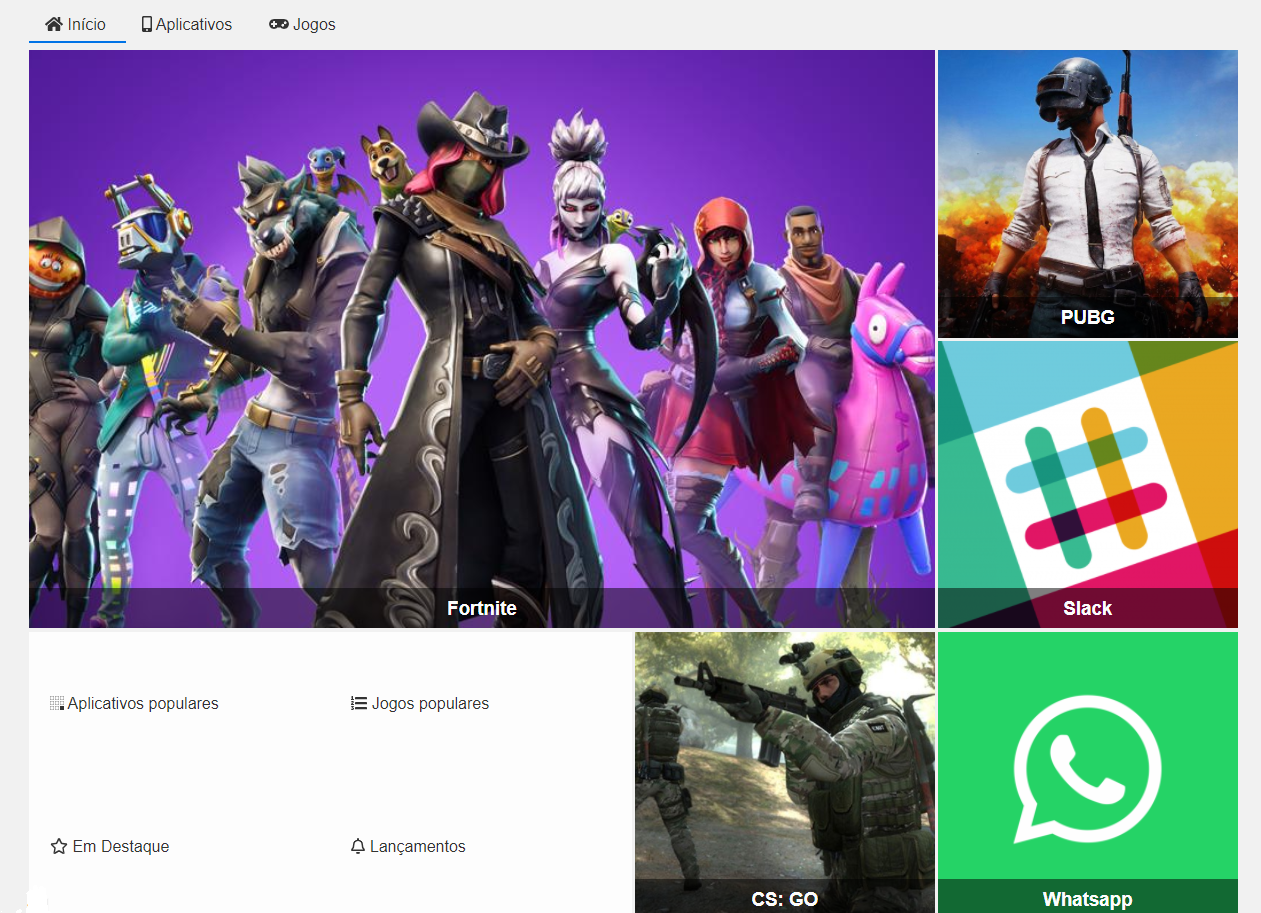 Início
Aplicativos
Jogos
PUBG
Fortnite
Slack
Aplicativos populares
Jogos populares
Em Destaque
Lançamentos
CS: GO
Whatsapp